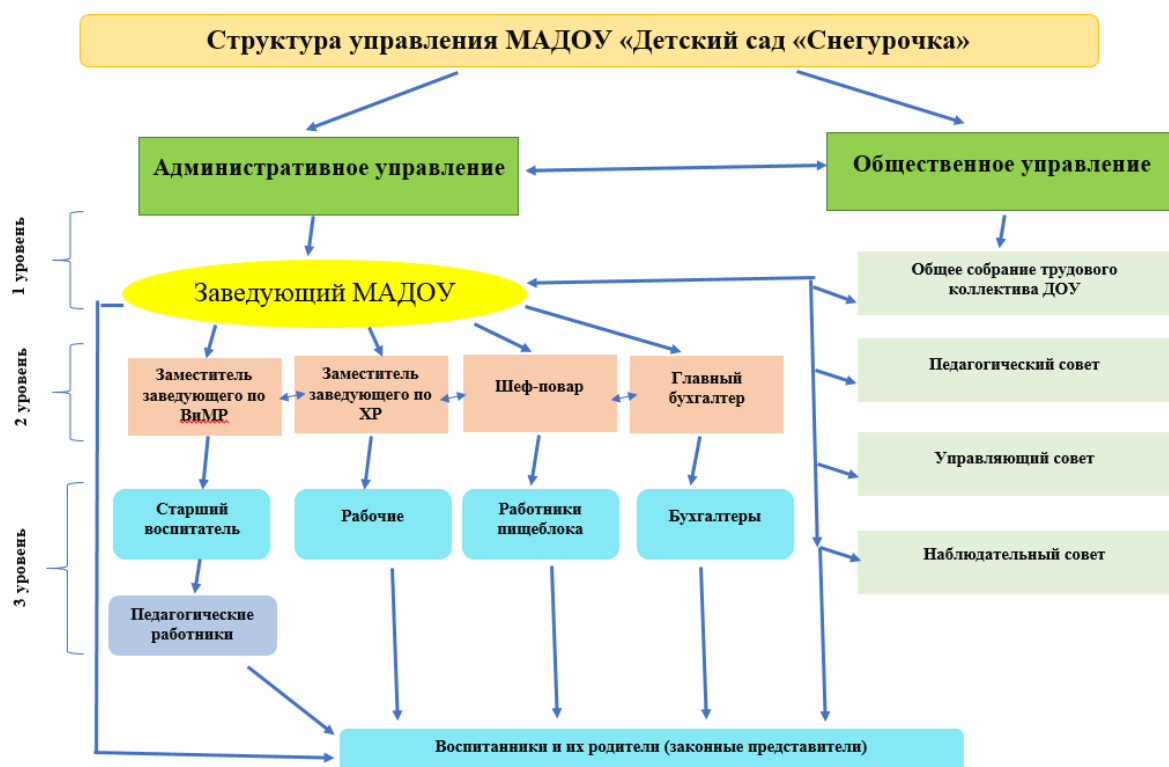 Структура управления МАДОУ «Детский сад «Снегурочка»
Административное управление
Общественное управление
1 уровень
Заведующий МАДОУ
Общее собрание трудового
коллектива ДОУ
2 уровень
Заместитель
заведующего по
ВиМР
Заместитель
заведующего по
ХР
Шеф-повар
Главный
бухгалтер
Педагогический совет
Управляющий совет
3 уровень
Старший
воспитатель
Рабочие
Работники
пищеблока
Бухгалтеры
Наблюдательный совет
Педагогические
работники
Воспитанники и их родители (законные представители)